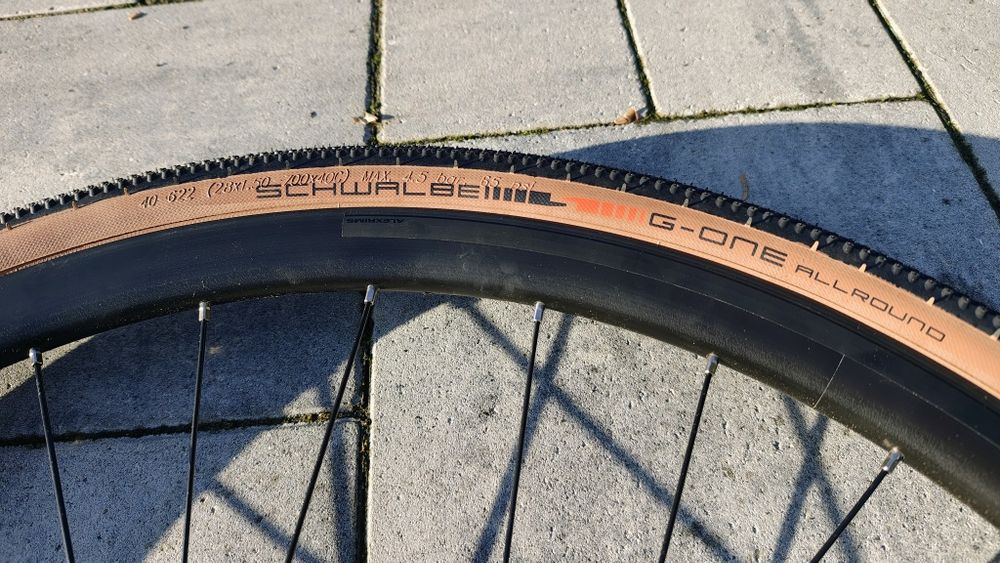 40-622 (28x1.50 - 700x40C) MAX. 4.5 bar 65 psi
SCHWALBE
G-ONE ALLROUND
ALEXRIMS